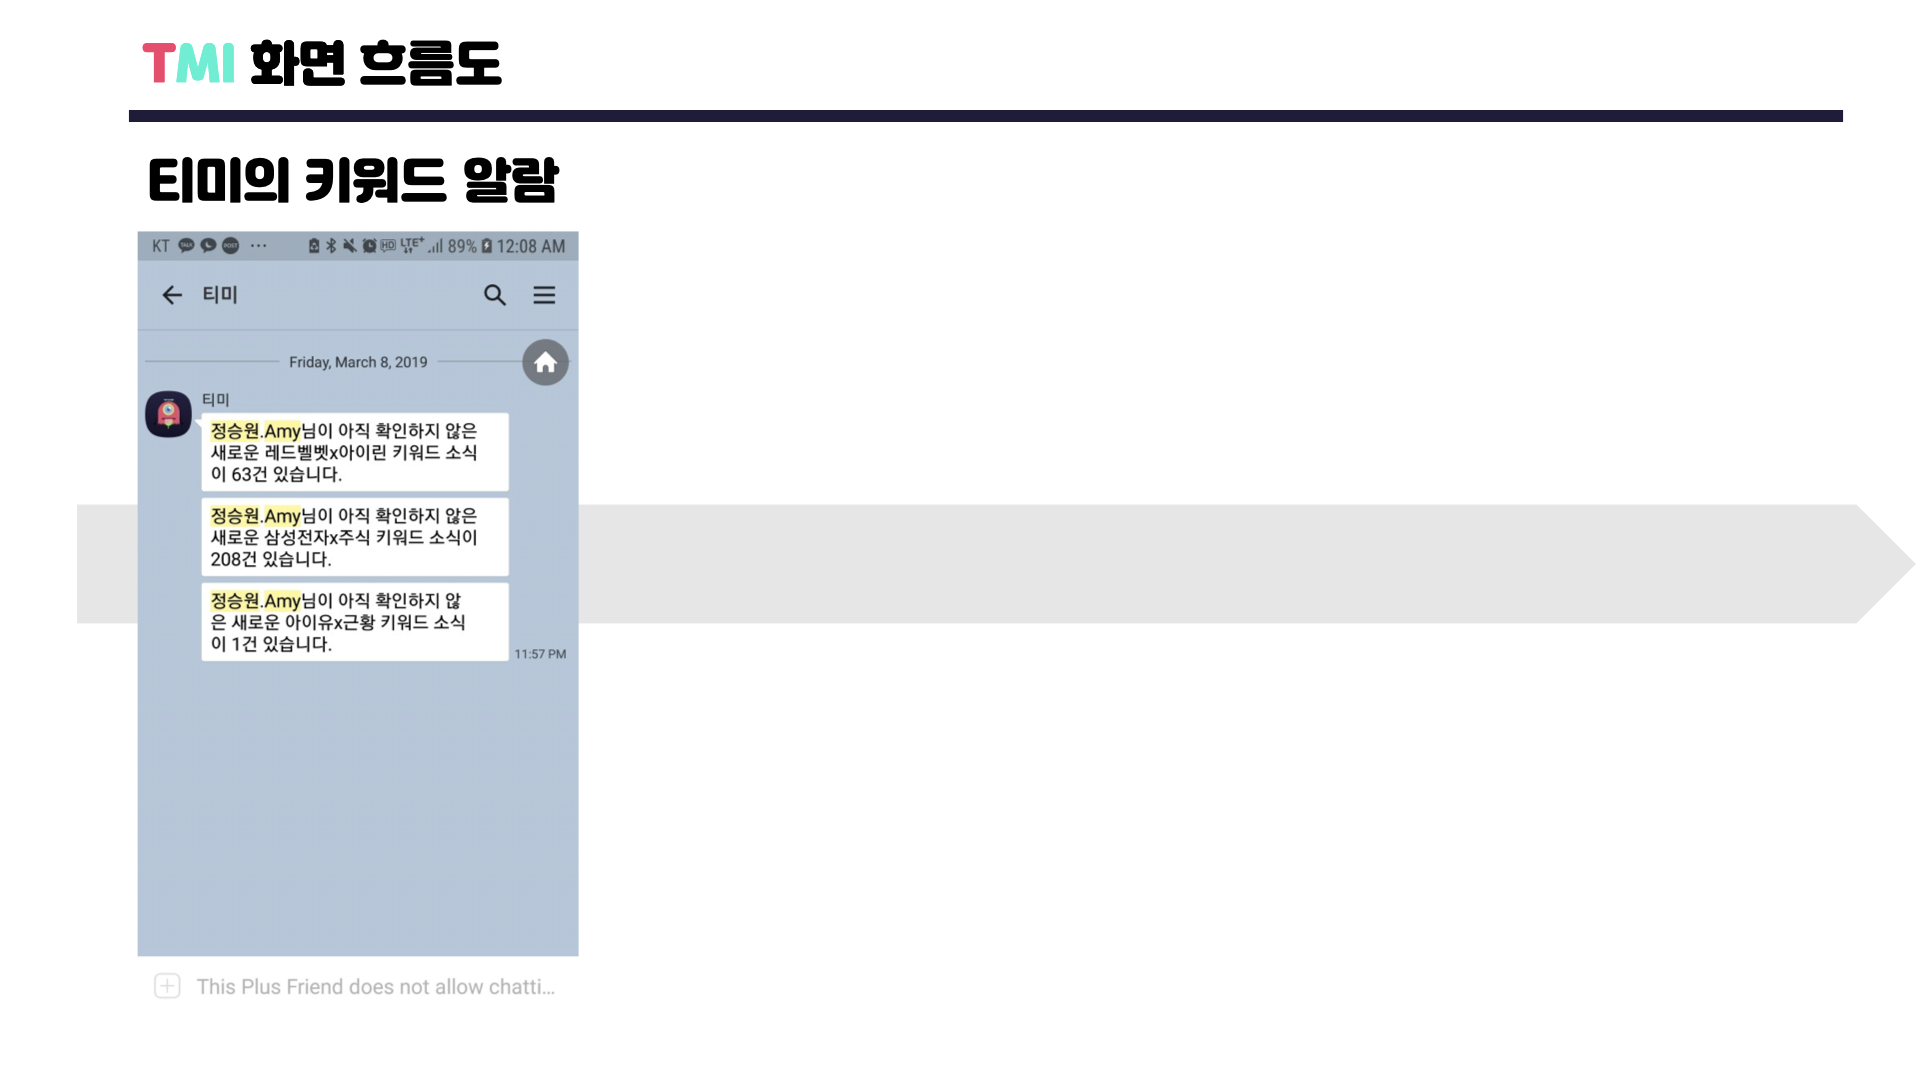 TMI 화면 흐름도
티미의 키워드 알람
KT TALK POST ··· HD LTE+ 89% 12:08 AM
티미
Friday, March 8, 2019
티미
정승원.Amy님이 아직 확인하지 않은
새로운 레드벨벳x아이린 키워드 소식
이 63건 있습니다.
정승원.Amy님이 아직 확인하지 않은
새로운 삼성전자x주식 키워드 소식이
208건 있습니다.
정승원.Amy님이 아직 확인하지 않
은 새로운 아이유x근황 키워드 소식
이 1건 있습니다.
11:57 PM
This Plus Friend does not allow chatti...